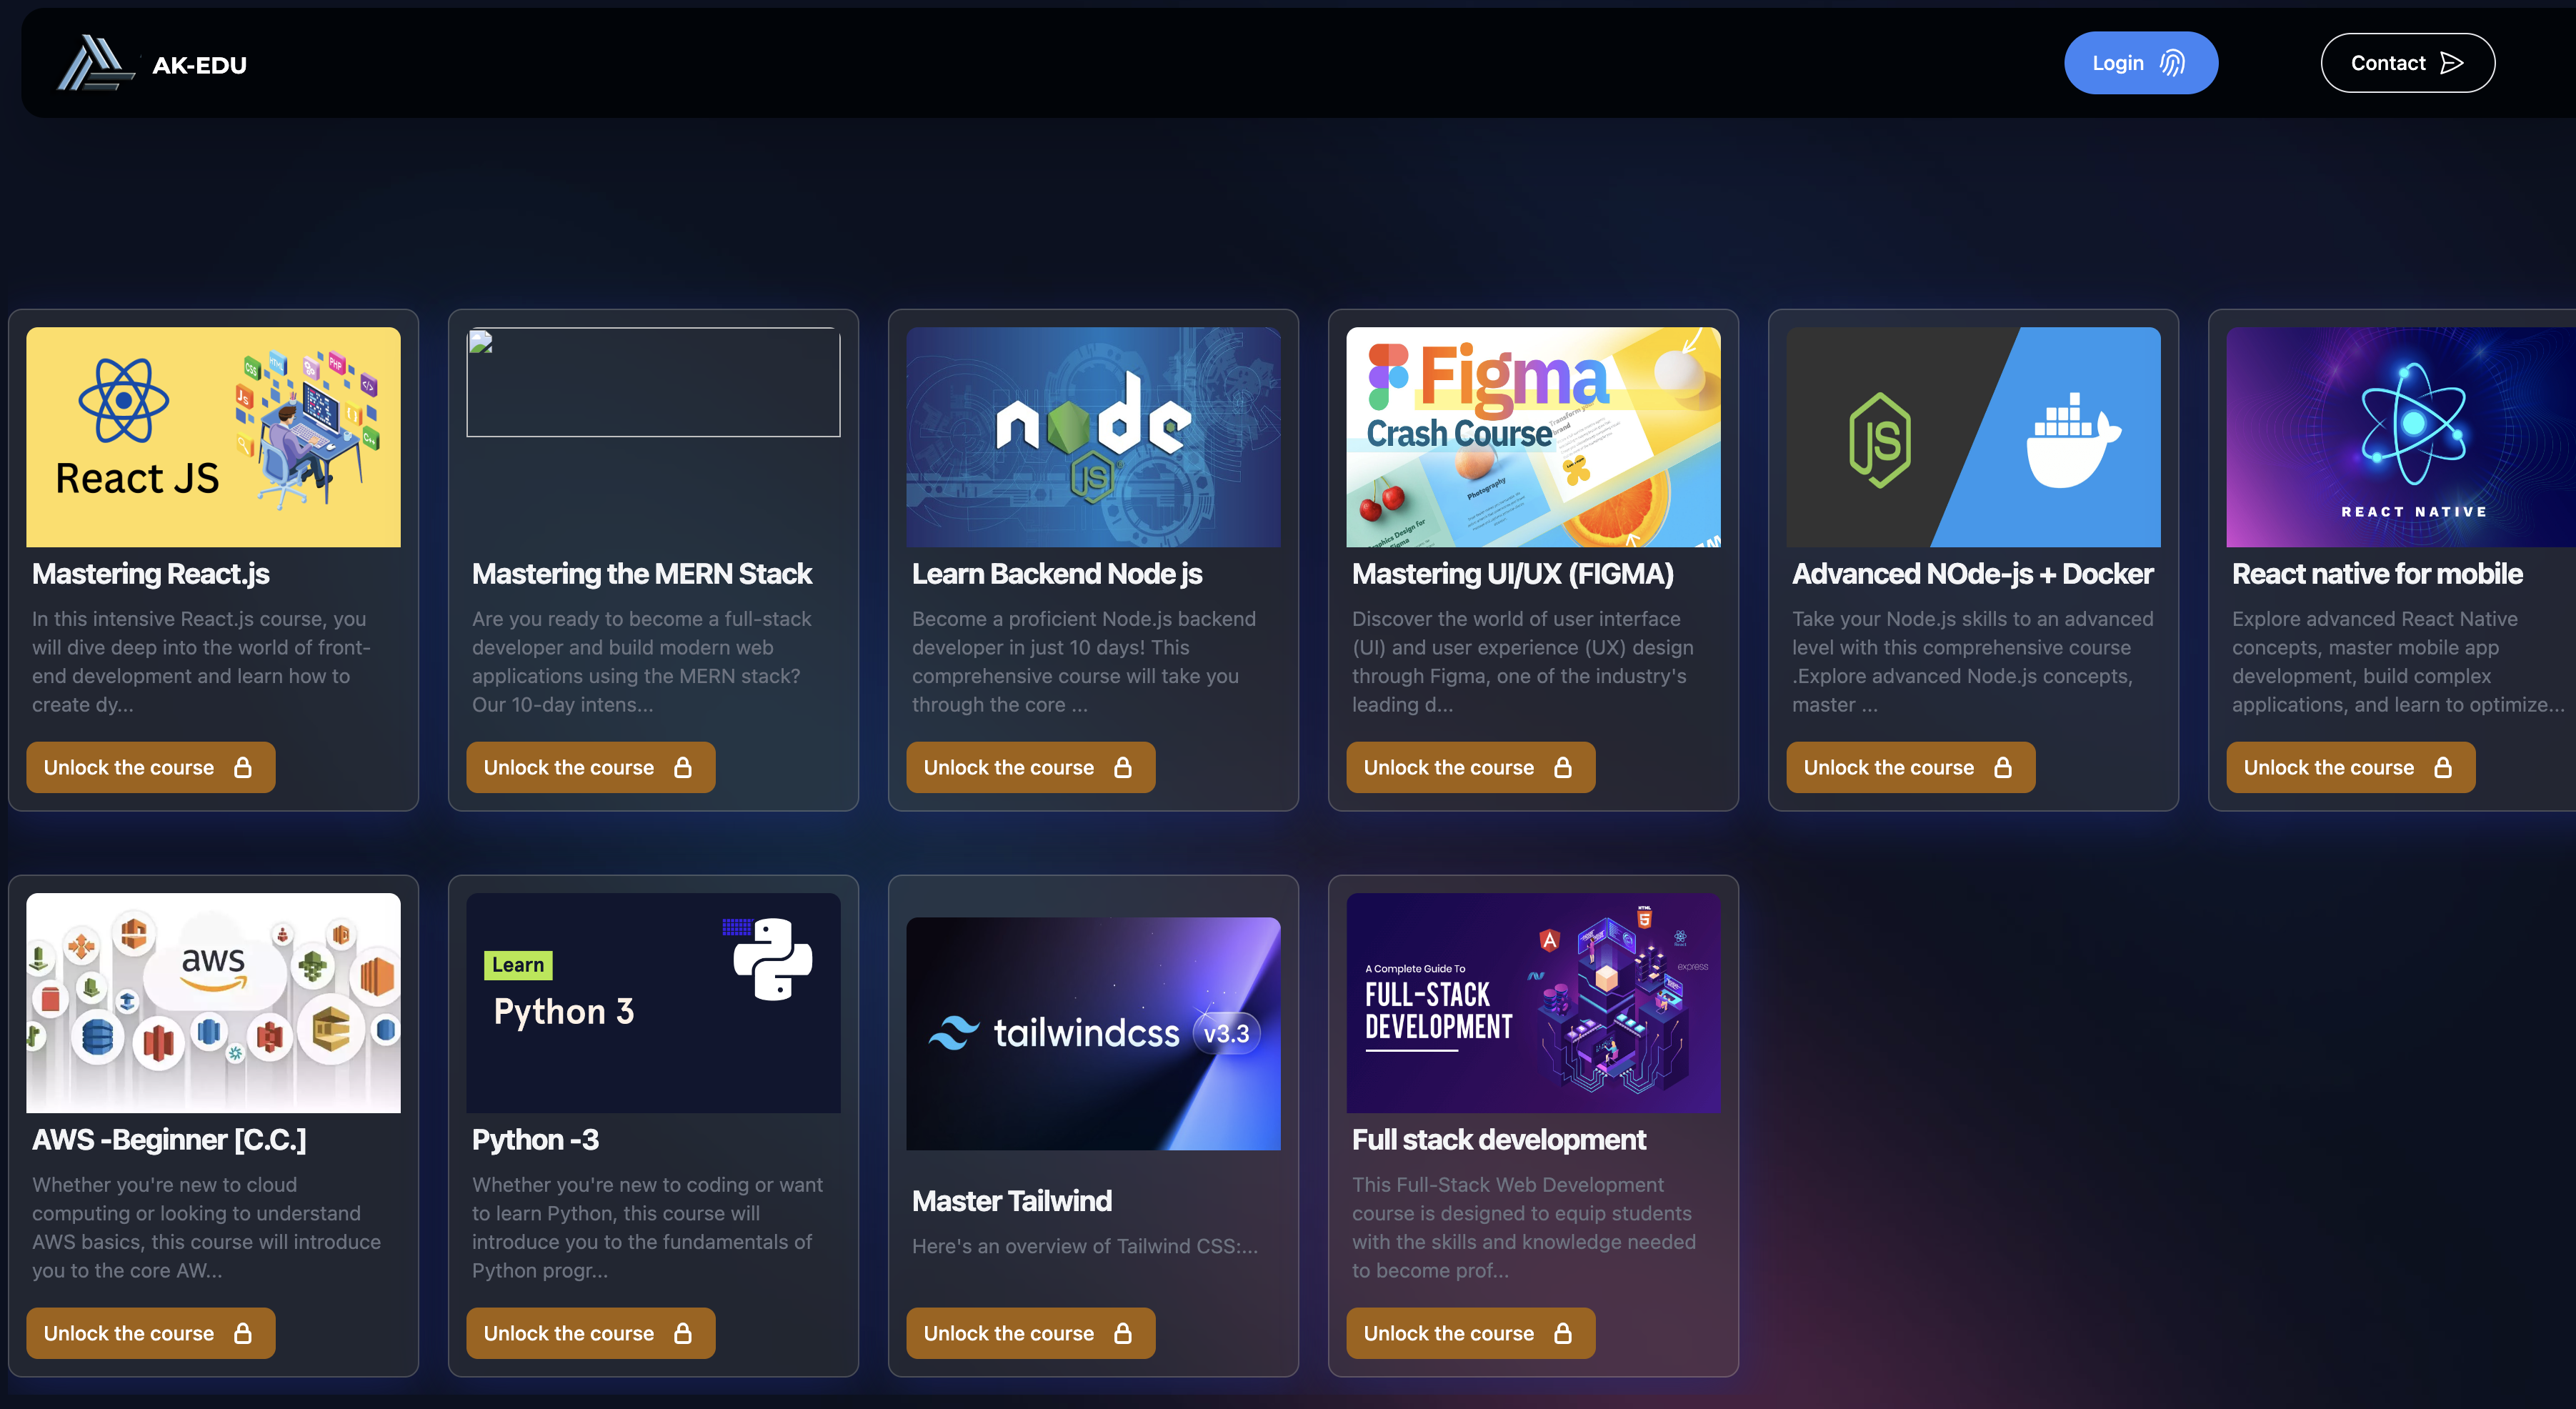 AK-EDU
Login
Contact
React JS
CSS
HTML
PHP
JS
C++
node
JS
Figma
Crash Course
Transform your
brand
Photography
Graphics Design for
JS
REACT NATIVE
Mastering React.js
Mastering the MERN Stack
Learn Backend Node js
Mastering UI/UX (FIGMA)
Advanced NOde-js + Docker
React native for mobile
In this intensive React.js course, you
will dive deep into the world of front-
end development and learn how to
create dy...
Are you ready to become a full-stack
developer and build modern web
applications using the MERN stack?
Our 10-day intens...
Become a proficient Node.js backend
developer in just 10 days! This
comprehensive course will take you
through the core ...
Discover the world of user interface
(UI) and user experience (UX) design
through Figma, one of the industry's
leading d...
Take your Node.js skills to an advanced
level with this comprehensive course
.Explore advanced Node.js concepts,
master ...
Explore advanced React Native
concepts, master mobile app
development, build complex
applications, and learn to optimize...
Unlock the course
Unlock the course
Unlock the course
Unlock the course
Unlock the course
Unlock the course
aws
Learn
Python 3
tailwindcss
v3.3
HTML
5
A
express
A Complete Guide To
FULL-STACK
DEVELOPMENT
AWS -Beginner [C.C.]
Python -3
Master Tailwind
Full stack development
Whether you're new to cloud
computing or looking to understand
AWS basics, this course will introduce
you to the core AW...
Whether you're new to coding or want
to learn Python, this course will
introduce you to the fundamentals of
Python progr...
Here's an overview of Tailwind CSS:...
This Full-Stack Web Development
course is designed to equip students
with the skills and knowledge needed
to become prof...
Unlock the course
Unlock the course
Unlock the course
Unlock the course